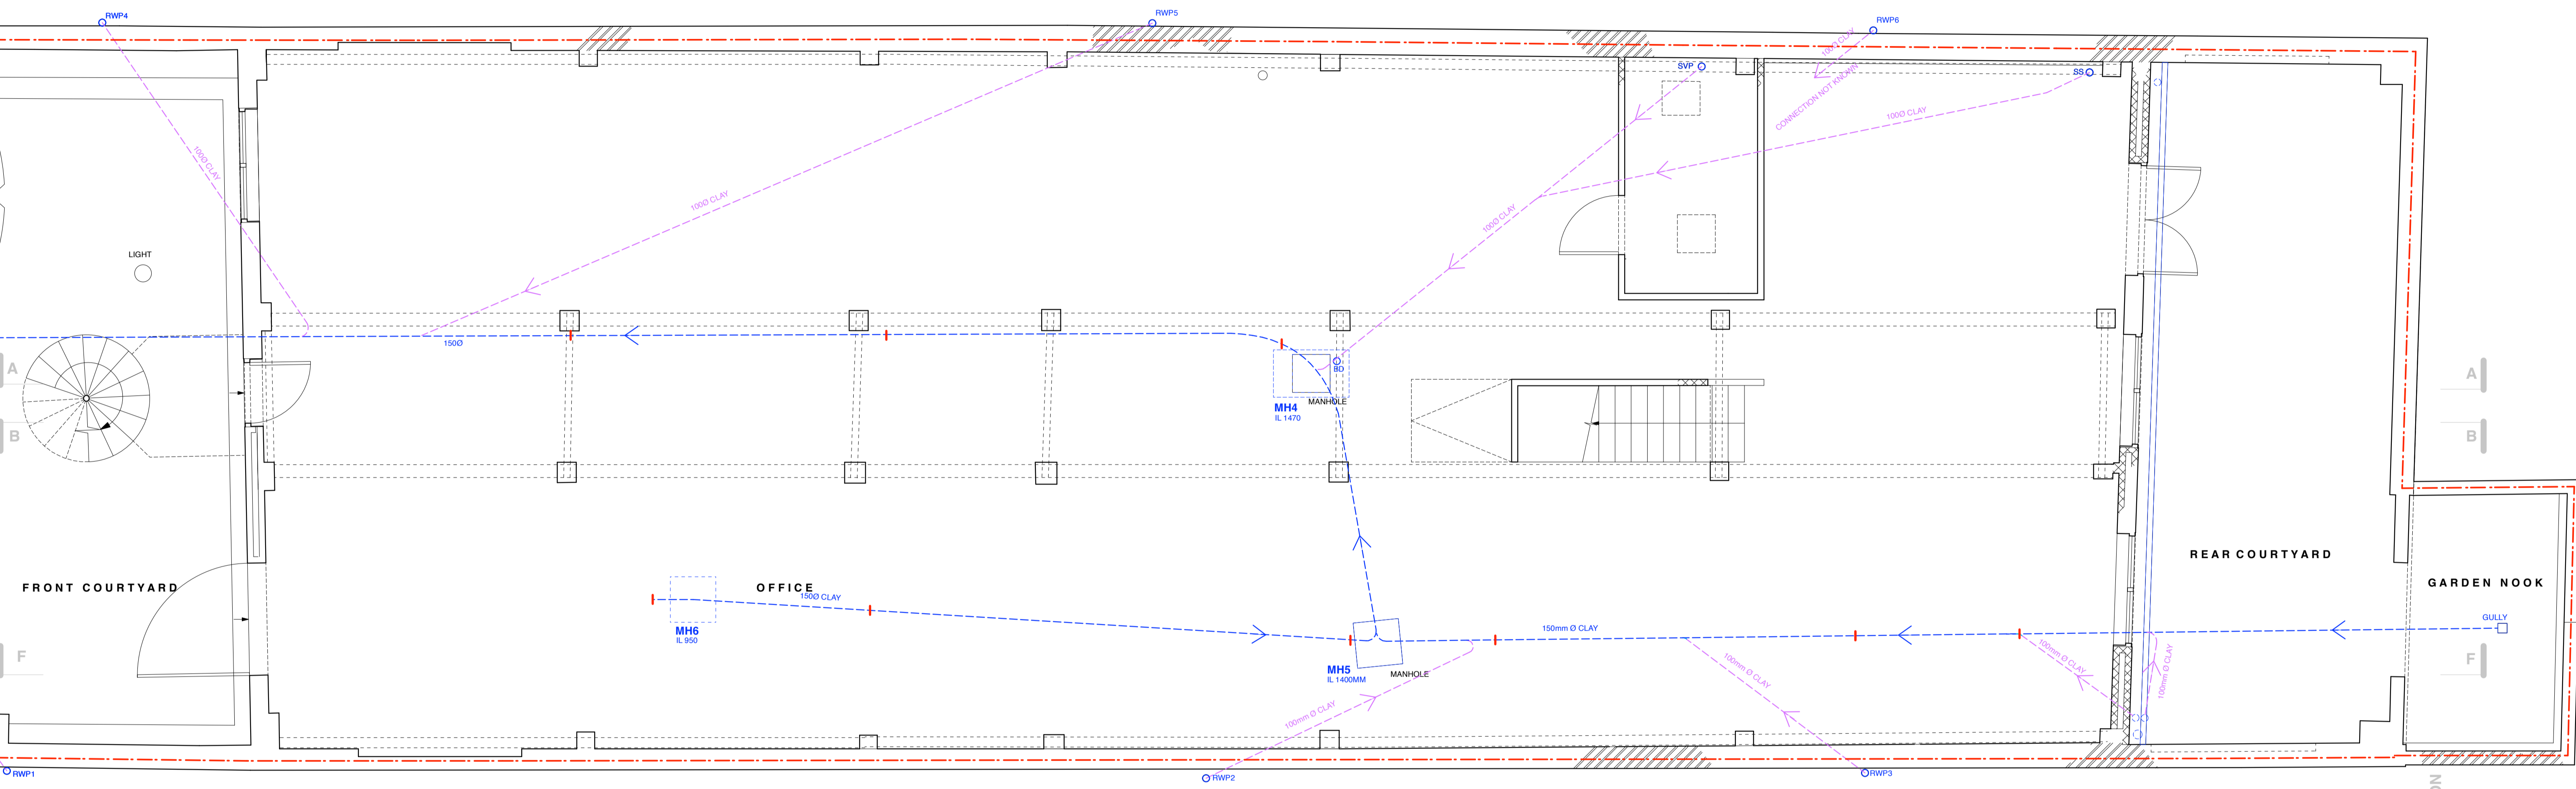 RWP4
RWP5
RWP6
100Ø CLAY
SVP
SS
CONNECTION NOT KNOWN
100Ø CLAY
100Ø CLAY
100Ø CLAY
100Ø CLAY
LIGHT
150Ø
BD
MANHOLE
MH4
IL 1470
A
A
B
B
REAR COURTYARD
FRONT COURTYARD
OFFICE
150Ø CLAY
GARDEN NOOK
GULLY
MH6
IL 950
150mm Ø CLAY
MH5
IL 1400MM
MANHOLE
100mm Ø CLAY
100mm Ø CLAY
100mm Ø CLAY
100mm Ø CLAY
F
F
RWP1
RWP2
RWP3